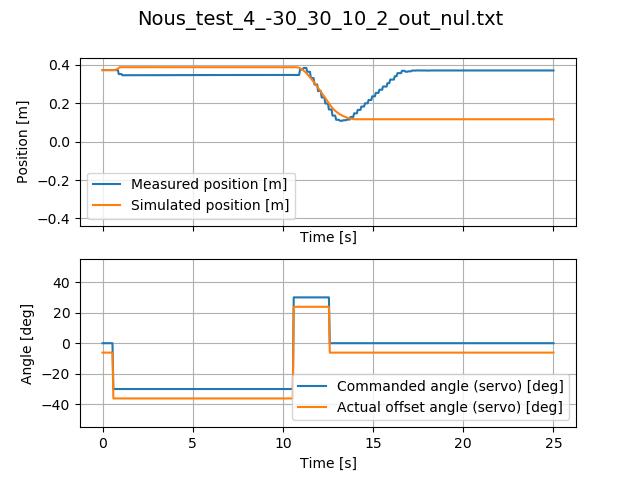 Nous_test_4_-30_30_10_2_out_nul.txt
0.4
0.2
0.0
−0.2
−0.4
Position [m]
Measured position [m]
Simulated position [m]
Time [s]
40
20
0
−20
−40
Angle [deg]
Commanded angle (servo) [deg]
Actual offset angle (servo) [deg]
0 5 10 15 20 25
Time [s]